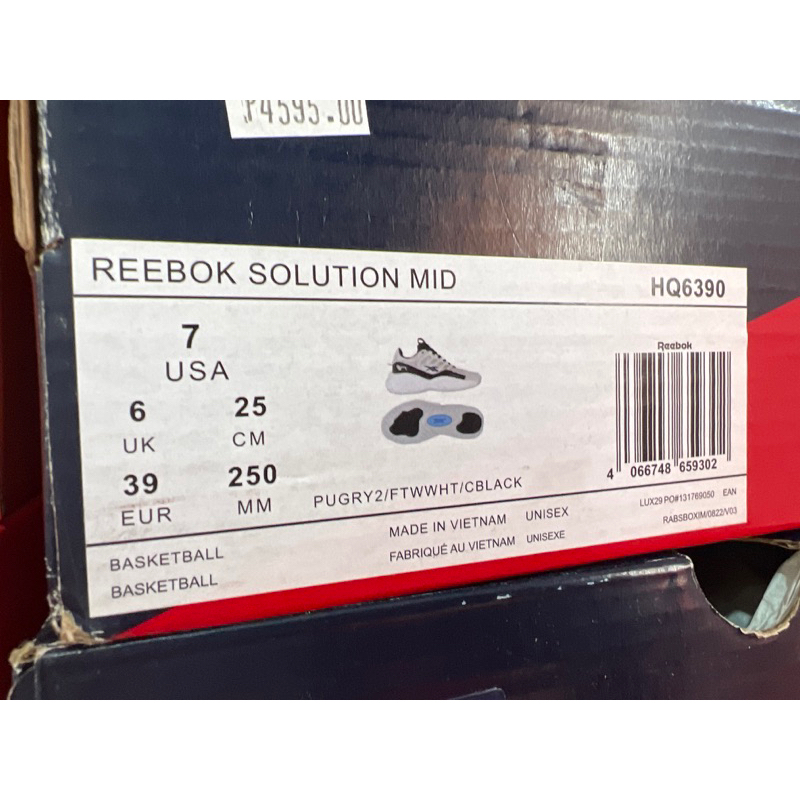 ₱4595.00
REEBOK SOLUTION MID
HQ6390
7
USA
6
UK
25
CM
39
EUR
250
MM
Reebok
4 066748 659302
PUGRY2/FTWWHT/CBLACK
MADE IN VIETNAM UNISEX
FABRIQUÉ AU VIETNAM UNISEXE
LUX29 PO#131769050 EAN
RABSBOXIM/0822/V03
BASKETBALL
BASKETBALL